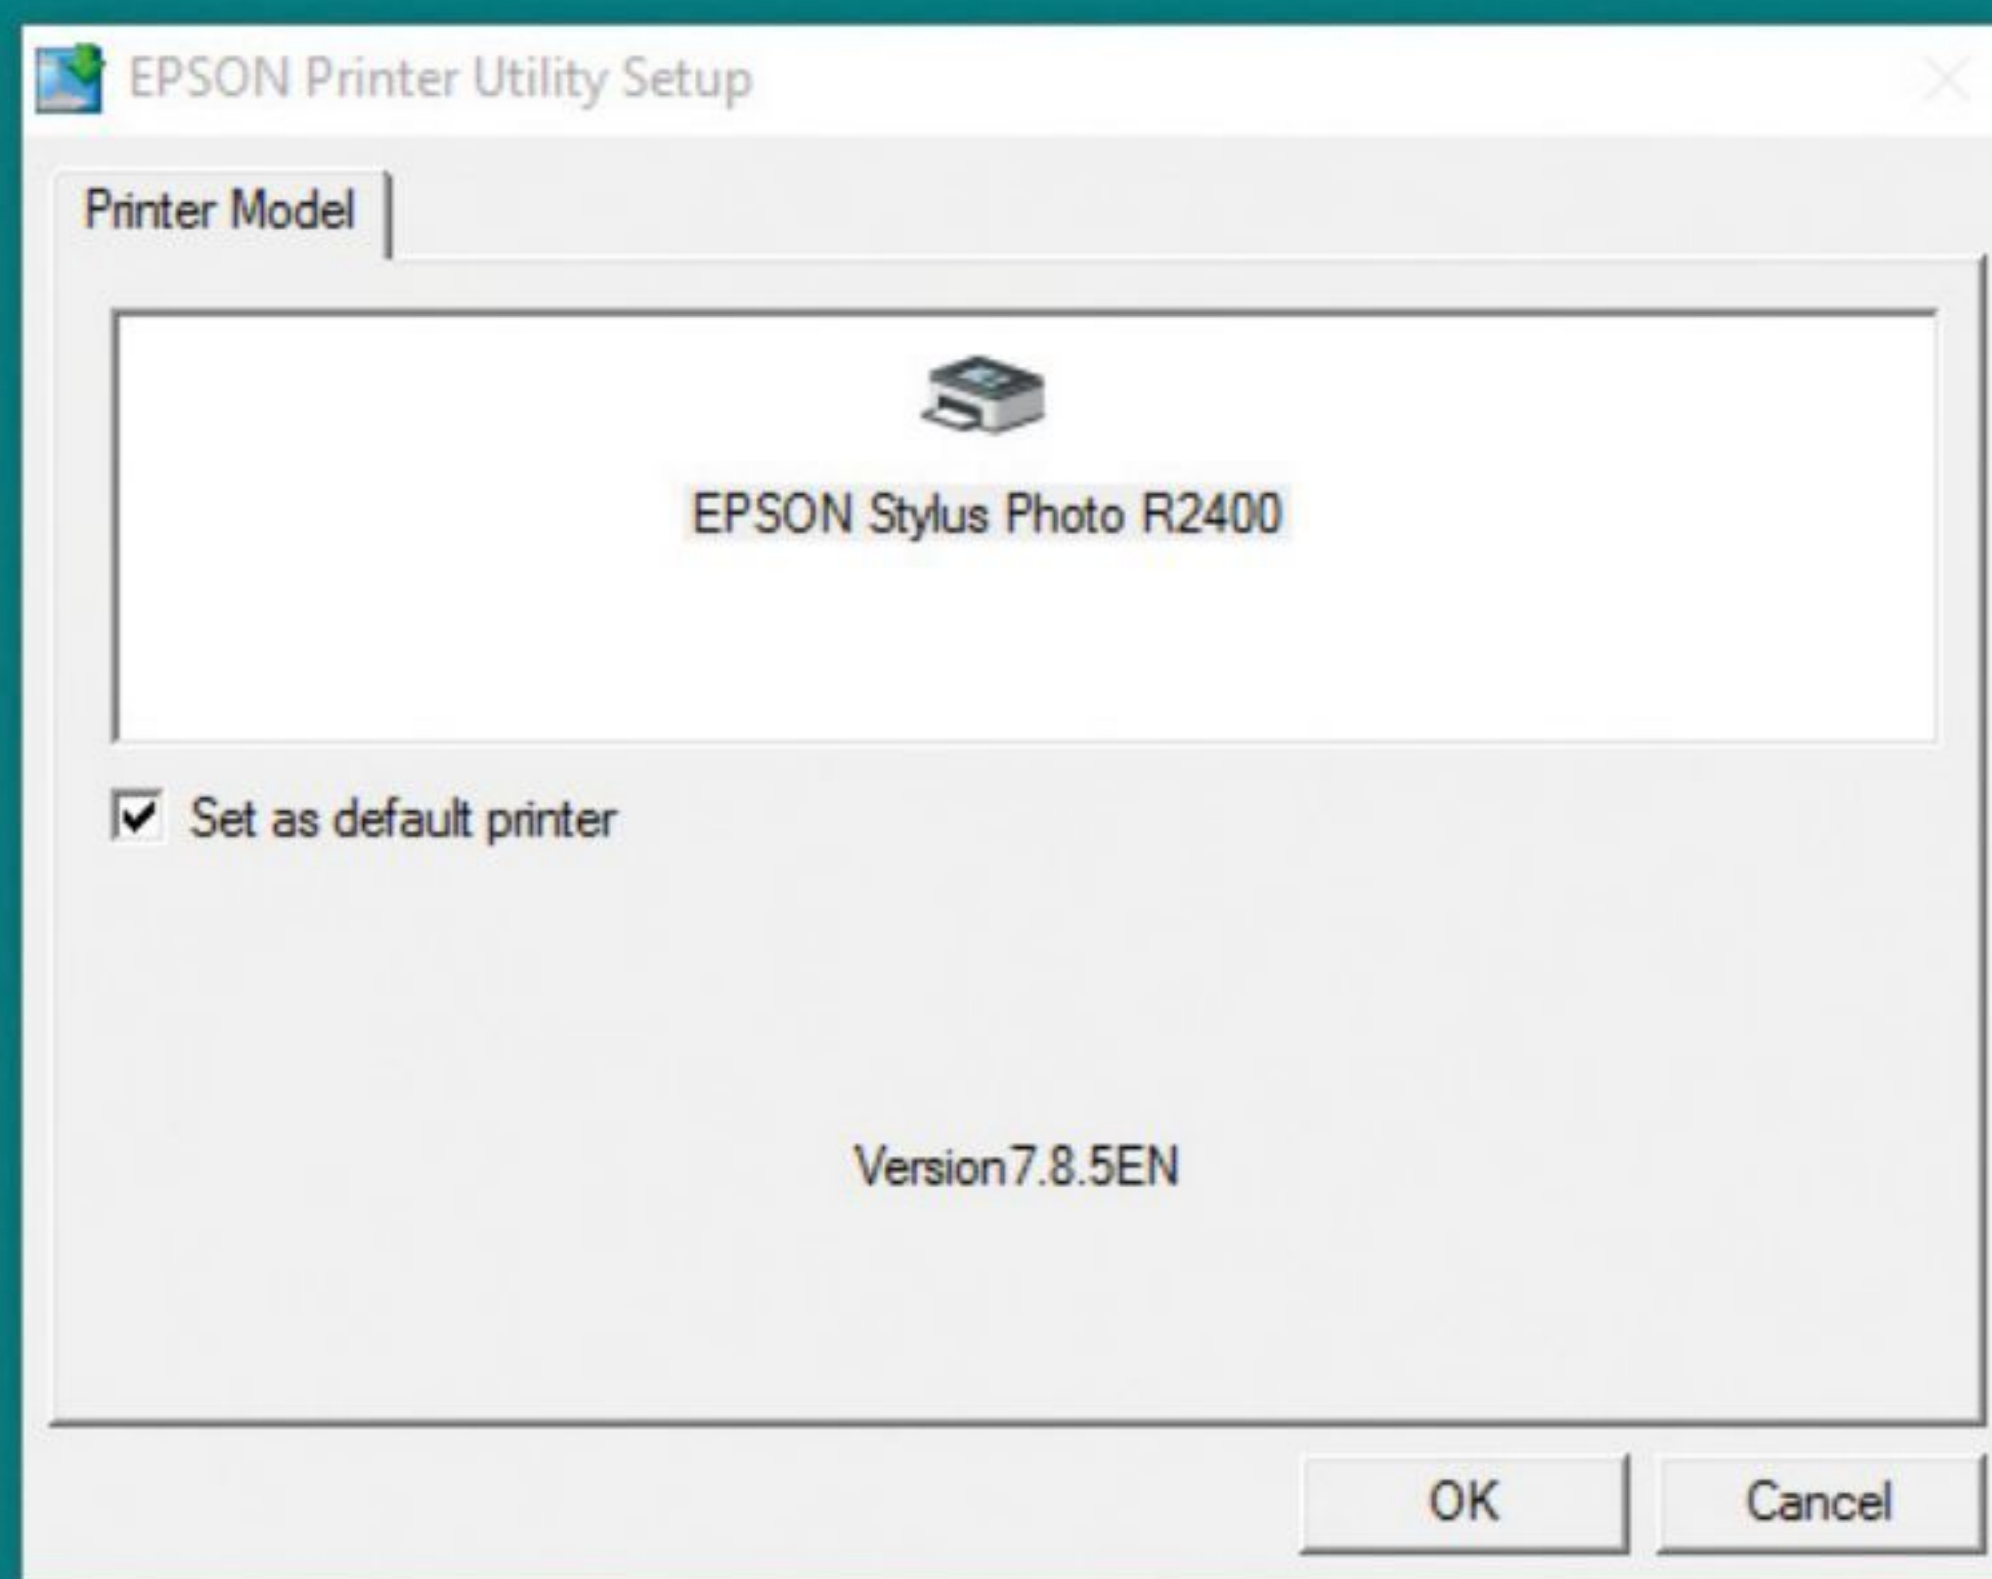 EPSON Printer Utility Setup
Printer Model
EPSON Stylus Photo R2400
Set as default printer
Version7.8.5EN
OK
Cancel